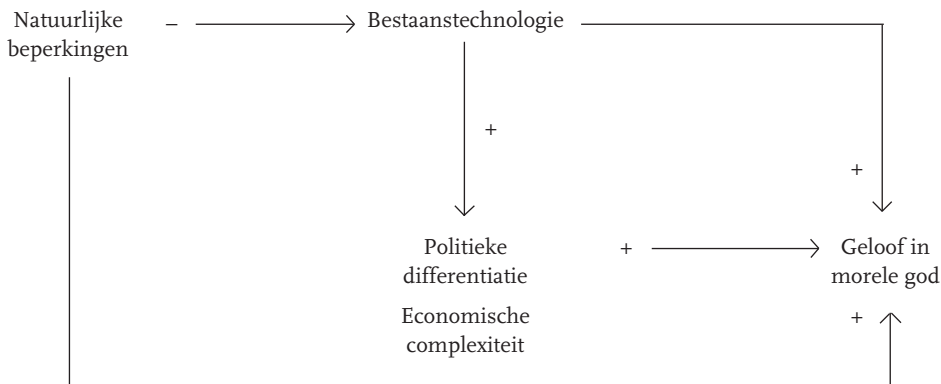 Natuurlijke
beperkingen
–
Bestaanstechnologie
+
+
Politieke
differentiatie
+
Geloof in
morele god
Economische
complexiteit
+